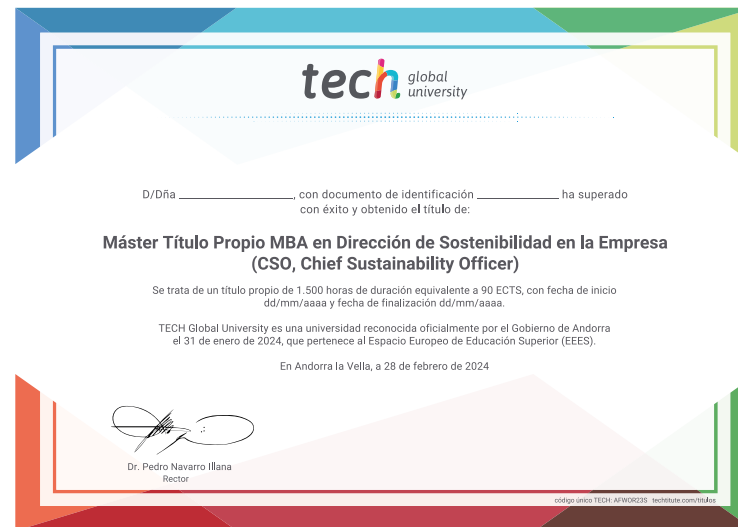 tech global university
D/Dña ______________________, con documento de identificación ______________ ha superado
con éxito y obtenido el título de:
Máster Título Propio MBA en Dirección de Sostenibilidad en la Empresa
(CSO, Chief Sustainability Officer)
Se trata de un título propio de 1.500 horas de duración equivalente a 90 ECTS, con fecha de inicio
dd/mm/aaaa y fecha de finalización dd/mm/aaaa.
TECH Global University es una universidad reconocida oficialmente por el Gobierno de Andorra
el 31 de enero de 2024, que pertenece al Espacio Europeo de Educación Superior (EEES).
En Andorra la Vella, a 28 de febrero de 2024
Dr. Pedro Navarro Illana
Rector
código único TECH: AFWOR23S techtitute.com/titulos